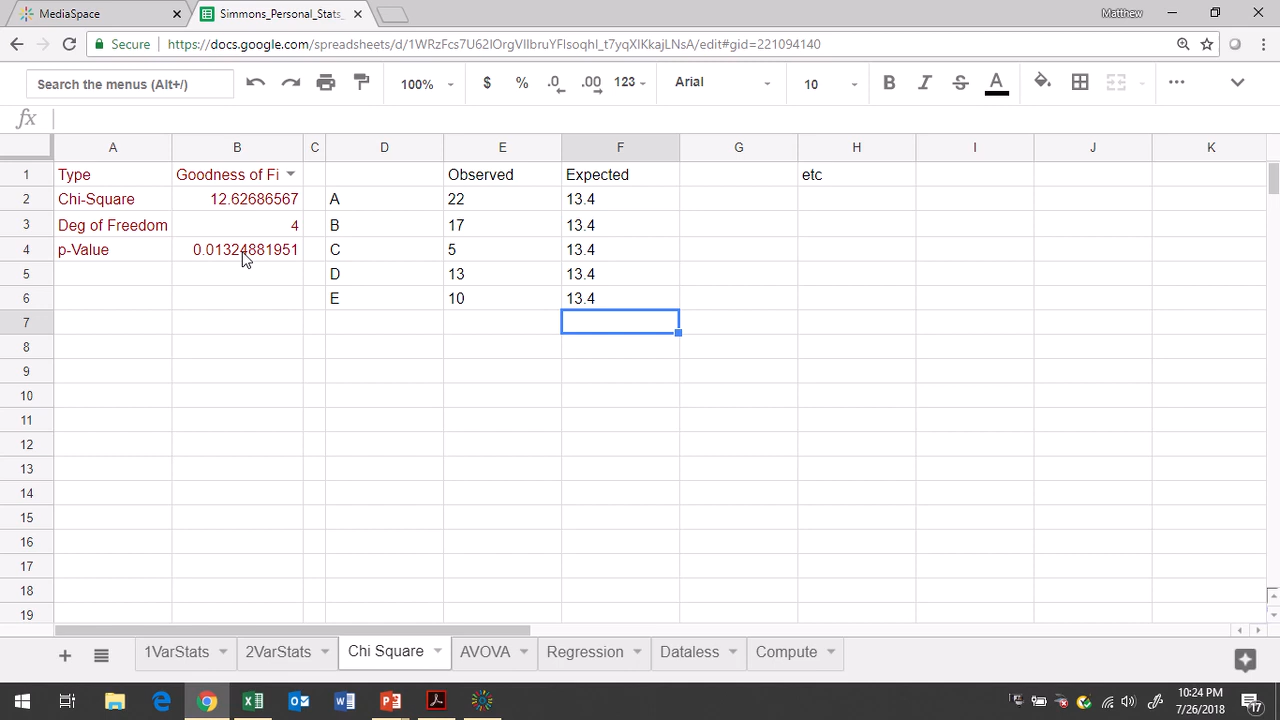 MediaSpace
Simmons_Personal_Stats_
Matthew
Secure
https://docs.google.com/spreadsheets/d/1WRzFcs7U62IOrgVIlbruYFlsoqhI_t7yqXIKkajLNsA/edit#gid=221094140
Search the menus (Alt+/)
100%
$ % .0 .00 123
Arial
10
B I S A
fx
A B C D E F G H I J K
1 Type Goodness of Fi Observed Expected etc
2 Chi-Square 12.62686567 A 22 13.4
3 Deg of Freedom 4 B 17 13.4
4 p-Value 0.01324881951 C 5 13.4
5 D 13 13.4
6 E 10 13.4
7
8
9
10
11
12
13
14
15
16
17
18
19
1VarStats 2VarStats Chi Square AVOVA Regression Dataless Compute
10:24 PM
7/26/2018
17